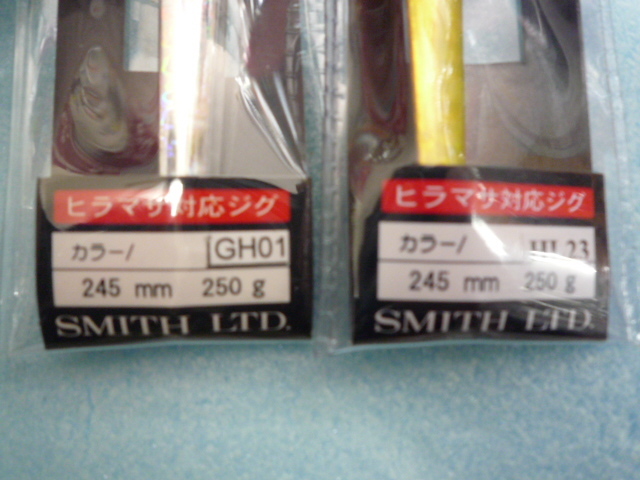 ヒラマサ対応ジグ
カラー/ GH01
245 mm 250 g
SMITH LTD.
ヒラマサ対応ジグ
カラー/ HL23
245 mm 250 g
SMITH LTD.